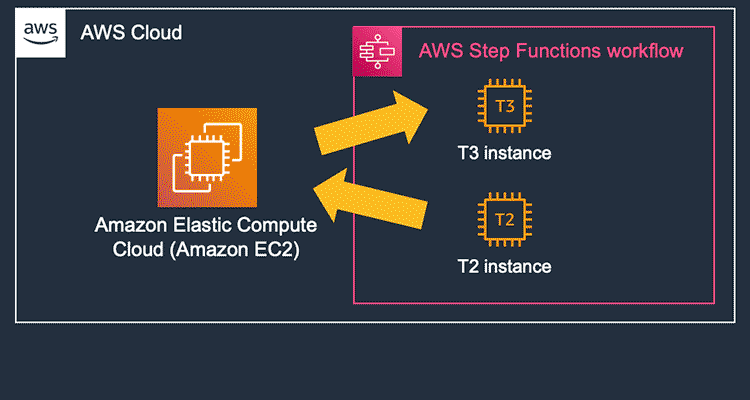 aws
AWS Cloud
AWS Step Functions workflow
T3
T3 instance
Amazon Elastic Compute
Cloud (Amazon EC2)
T2
T2 instance